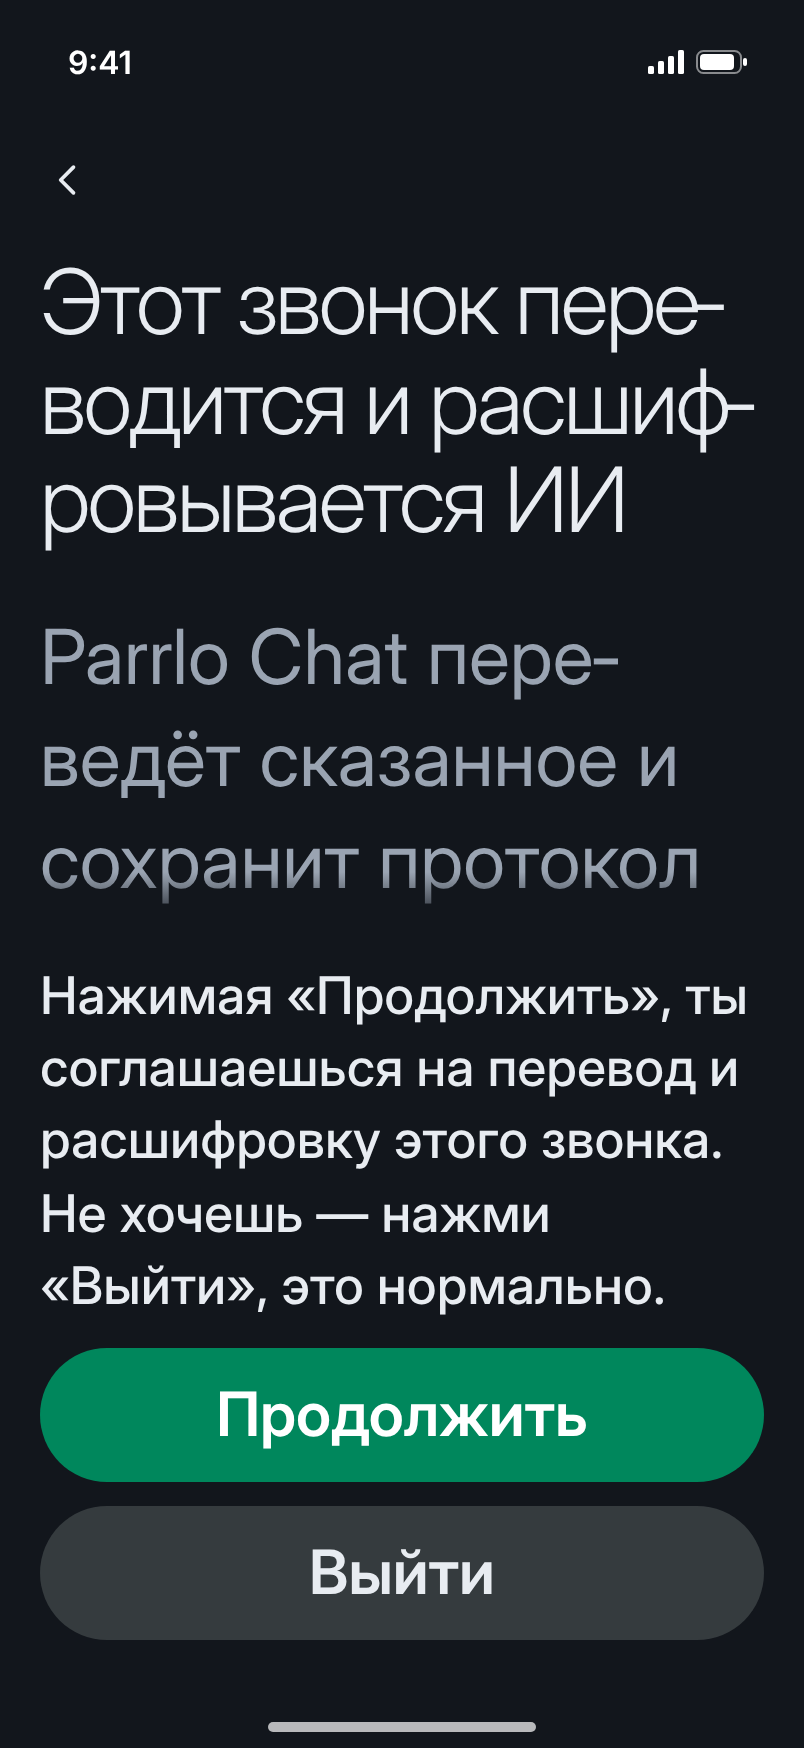 9:41
Этот звонок пере-
водится и расшиф-
ровывается ИИ
Parrlo Chat пере-
ведёт сказанное и
сохранит протокол
Нажимая «Продолжить», ты
соглашаешься на перевод и
расшифровку этого звонка.
Не хочешь — нажми
«Выйти», это нормально.
Продолжить
Выйти